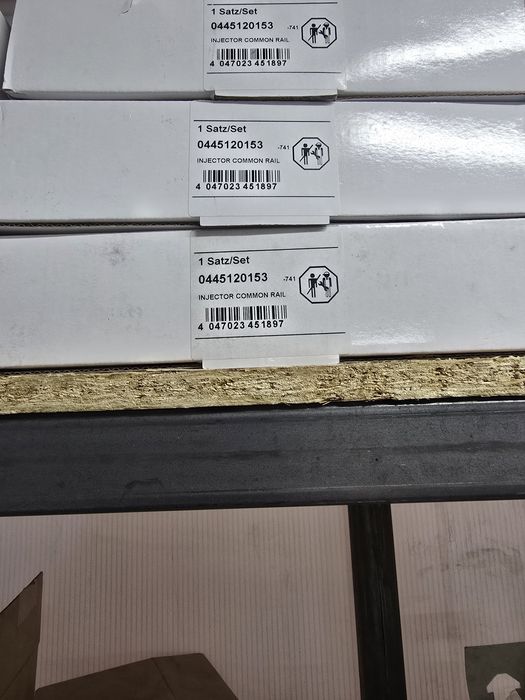 1 Satz/Set
0445120153 -741
INJECTOR COMMON RAIL
4 047023 451897
1 Satz/Set
0445120153 -741
INJECTOR COMMON RAIL
4 047023 451897
1 Satz/Set
0445120153 -741
INJECTOR COMMON RAIL
4 047023 451897